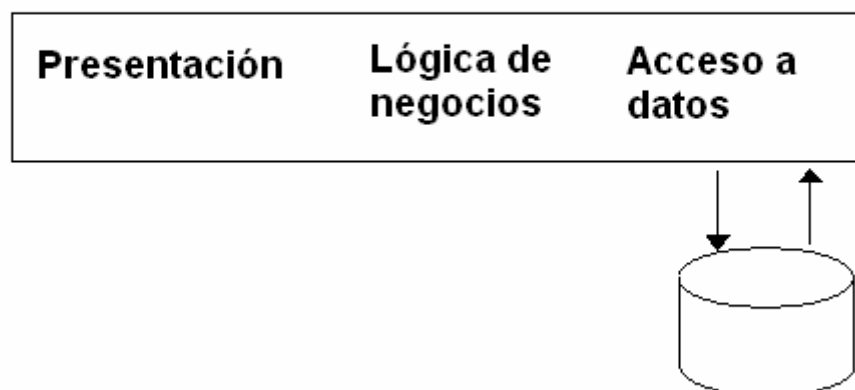 Presentación
Lógica de
negocios
Acceso a
datos